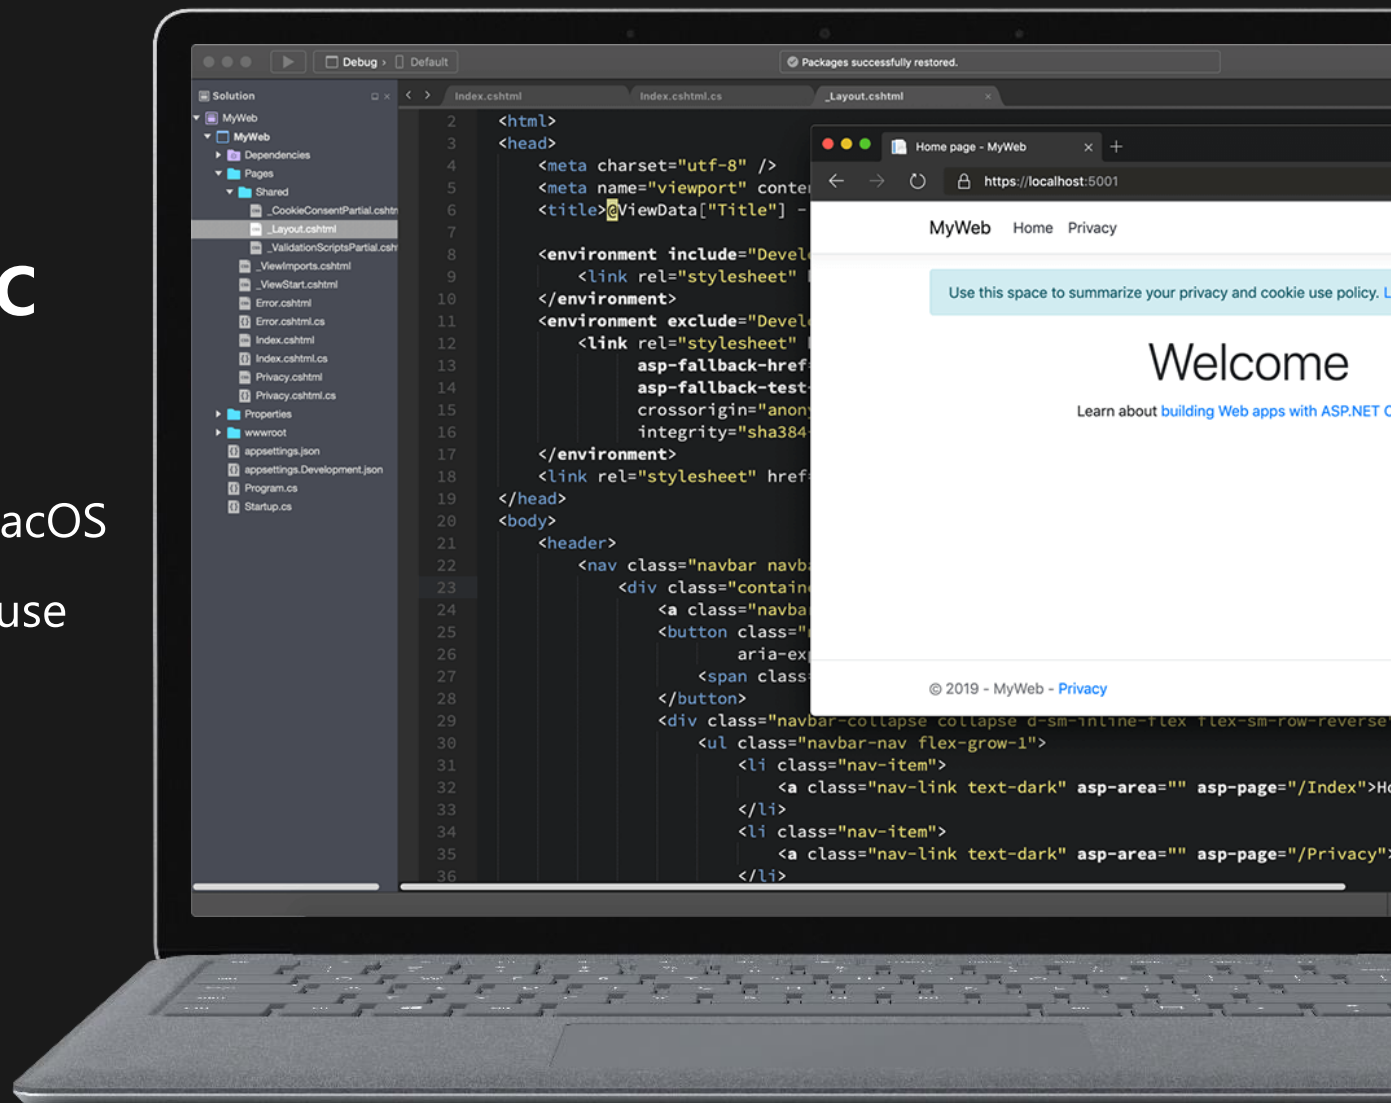 c
acOS
use
Debug › Default
Packages successfully restored.
Solution
MyWeb
MyWeb
Dependencies
Pages
Shared
_CookieConsentPartial.cshtm
_Layout.cshtml
_ValidationScriptsPartial.csh
_ViewImports.cshtml
_ViewStart.cshtml
Error.cshtml
Error.cshtml.cs
Index.cshtml
Index.cshtml.cs
Privacy.cshtml
Privacy.cshtml.cs
Properties
wwwroot
appsettings.json
appsettings.Development.json
Program.cs
Startup.cs
Index.cshtml Index.cshtml.cs _Layout.cshtml
2 <html>
3 <head>
4 <meta charset="utf-8" />
5 <meta name="viewport" conte
6 <title>@ViewData["Title"] -
7
8 <environment include="Devel
9 <link rel="stylesheet"
10 </environment>
11 <environment exclude="Devel
12 <link rel="stylesheet"
13 asp-fallback-href
14 asp-fallback-test-
15 crossorigin="anony
16 integrity="sha384-
17 </environment>
18 <link rel="stylesheet" href
19 </head>
20 <body>
21 <header>
22 <nav class="navbar navba
23 <div class="contain
24 <a class="navba
25 <button class="
26 aria-exp
27 <span class
28 </button>
29 <div class="navbar-collapse collapse d-sm-inline-flex flex-sm-row-reverse
30 <ul class="navbar-nav flex-grow-1">
31 <li class="nav-item">
32 <a class="nav-link text-dark" asp-area="" asp-page="/Index">Ho
33 </li>
34 <li class="nav-item">
35 <a class="nav-link text-dark" asp-area="" asp-page="/Privacy">
36 </li>
Home page - MyWeb
https://localhost:5001
MyWeb Home Privacy
Use this space to summarize your privacy and cookie use policy. L
Welcome
Learn about building Web apps with ASP.NET C
© 2019 - MyWeb - Privacy